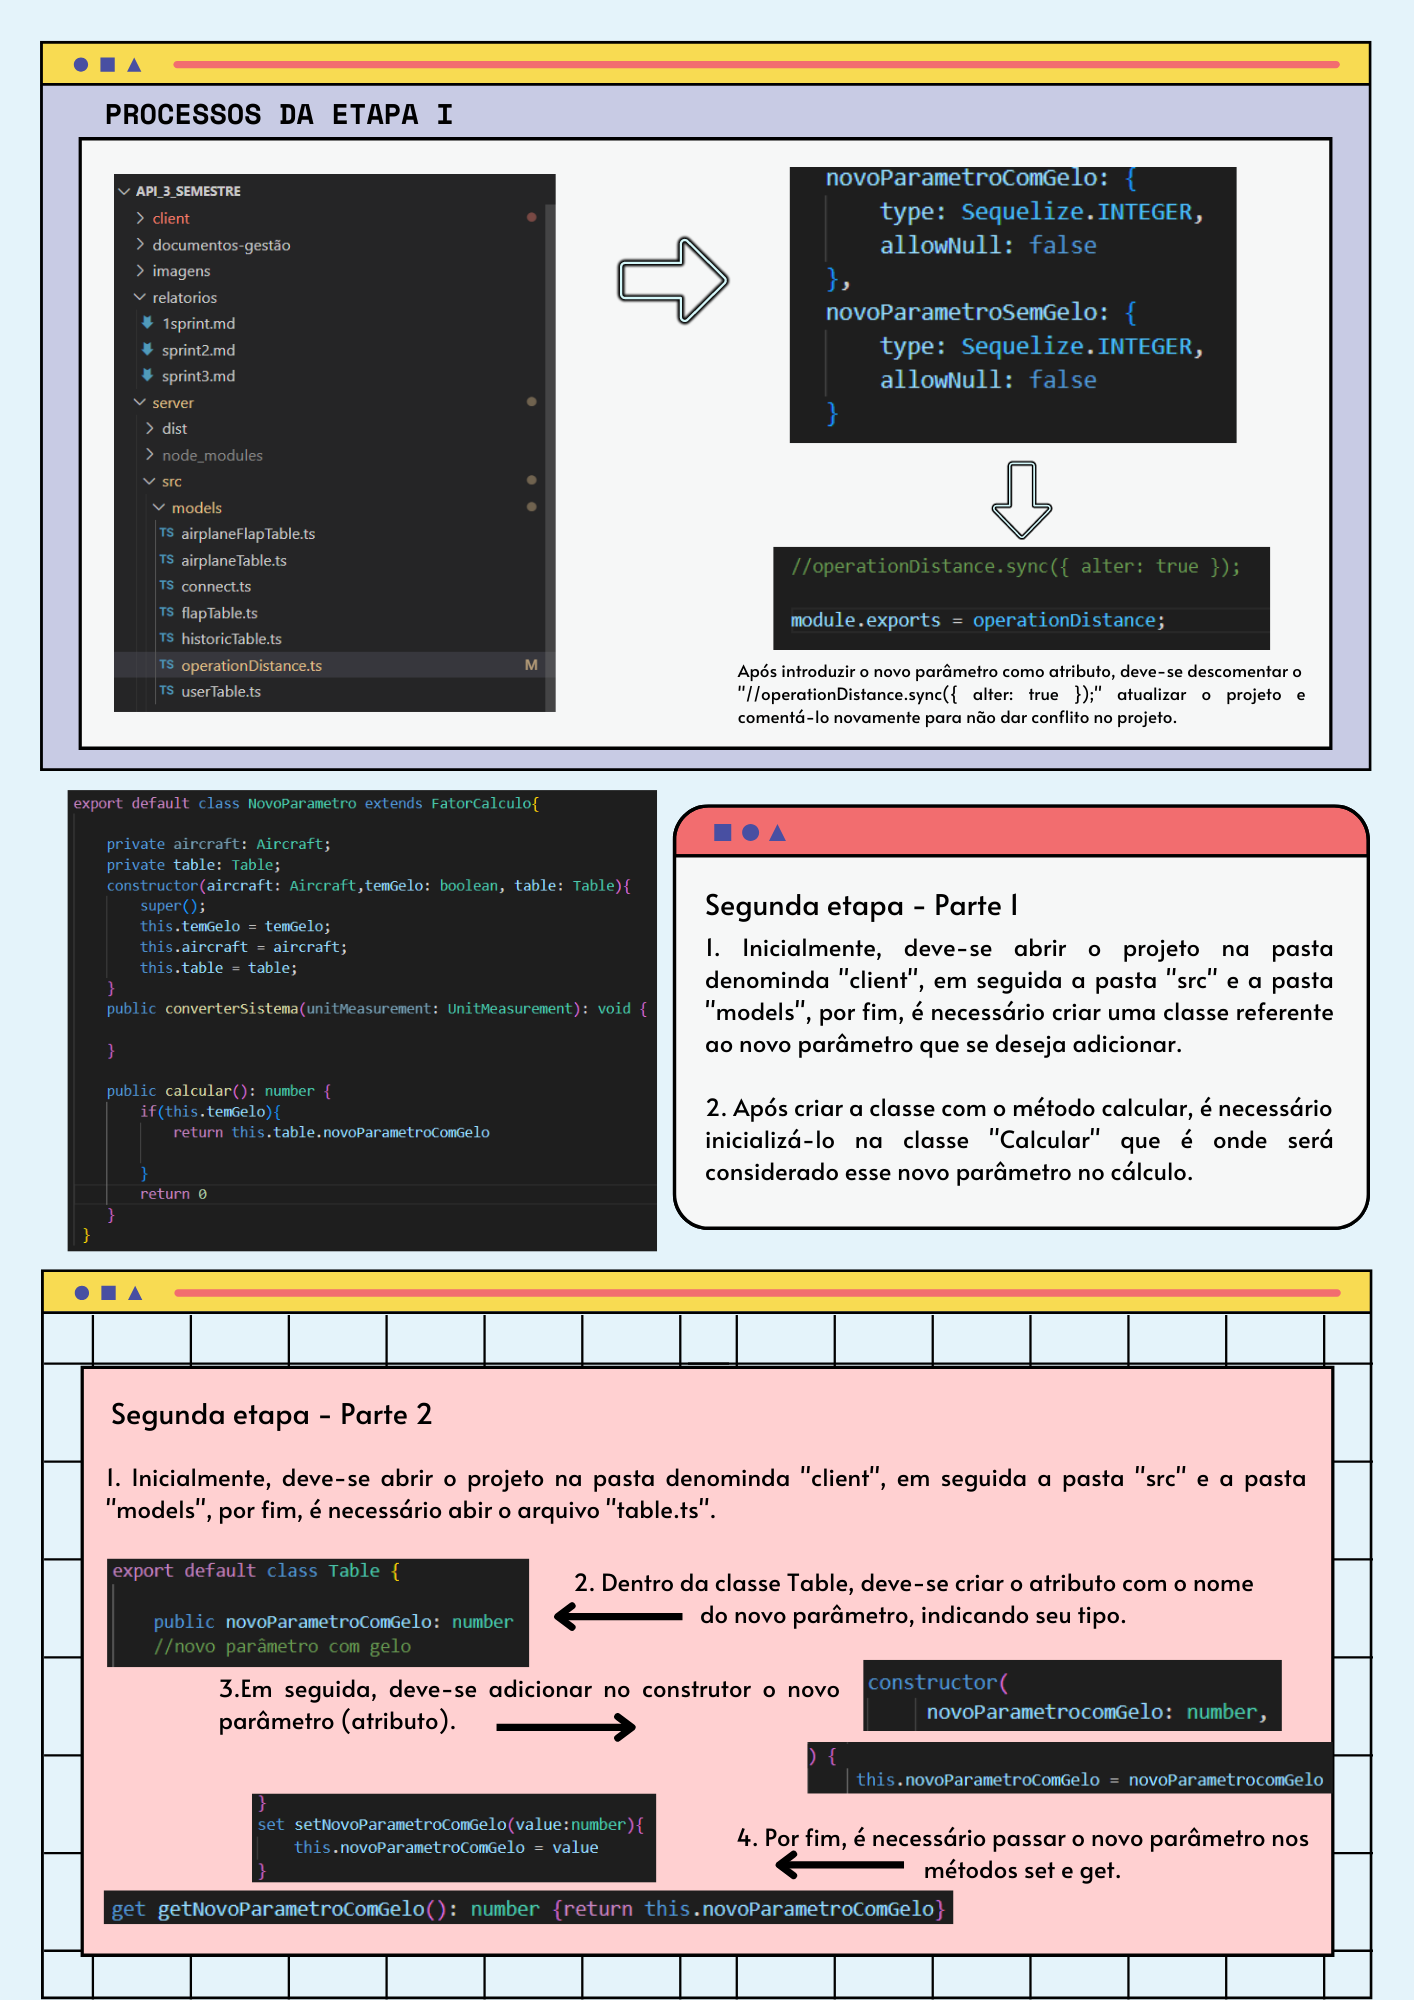 PROCESSOS DA ETAPA I
API_3_SEMESTRE
client
documentos-gestão
imagens
relatorios
1sprint.md
sprint2.md
sprint3.md
server
dist
node_modules
src
models
TS airplaneFlapTable.ts
TS airplaneTable.ts
TS connect.ts
TS flapTable.ts
TS historicTable.ts
TS operationDistance.ts M
TS userTable.ts
novoParametroComGelo: {
type: Sequelize.INTEGER,
allowNull: false
},
novoParametroSemGelo: {
type: Sequelize.INTEGER,
allowNull: false
}
//operationDistance.sync({ alter: true });
module.exports = operationDistance;
Após introduzir o novo parâmetro como atributo, deve-se descomentar o
"//operationDistance.sync({ alter: true });" atualizar o projeto e
comentá-lo novamente para não dar conflito no projeto.
export default class NovoParametro extends FatorCalculo{
private aircraft: Aircraft;
private table: Table;
constructor(aircraft: Aircraft,temGelo: boolean, table: Table){
super();
this.temGelo = temGelo;
this.aircraft = aircraft;
this.table = table;
}
public converterSistema(unitMeasurement: UnitMeasurement): void {
}
public calcular(): number {
if(this.temGelo){
return this.table.novoParametroComGelo
}
return 0
}
}
Segunda etapa - Parte 1
1. Inicialmente, deve-se abrir o projeto na pasta
denominda "client", em seguida a pasta "src" e a pasta
"models", por fim, é necessário criar uma classe referente
ao novo parâmetro que se deseja adicionar.
2. Após criar a classe com o método calcular, é necessário
inicializá-lo na classe "Calcular" que é onde será
considerado esse novo parâmetro no cálculo.
Segunda etapa - Parte 2
1. Inicialmente, deve-se abrir o projeto na pasta denominda "client", em seguida a pasta "src" e a pasta
"models", por fim, é necessário abir o arquivo "table.ts".
export default class Table {
public novoParametroComGelo: number
//novo parâmetro com gelo
2. Dentro da classe Table, deve-se criar o atributo com o nome
do novo parâmetro, indicando seu tipo.
3.Em seguida, deve-se adicionar no construtor o novo
parâmetro (atributo).
constructor(
novoParametrocomGelo: number,
) {
this.novoParametroComGelo = novoParametrocomGelo
}
set setNovoParametroComGelo(value:number){
this.novoParametroComGelo = value
}
4. Por fim, é necessário passar o novo parâmetro nos
métodos set e get.
get getNovoParametroComGelo(): number {return this.novoParametroComGelo}